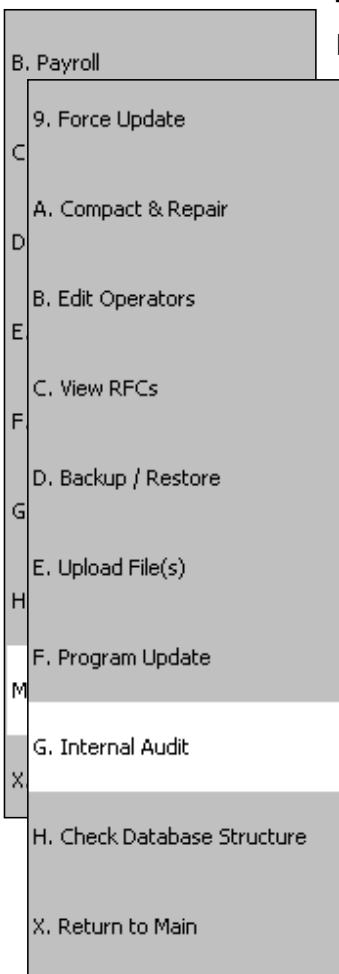 B. Payroll
9. Force Update
C
A. Compact & Repair
D
B. Edit Operators
E.
C. View RFCs
F.
D. Backup / Restore
G
E. Upload File(s)
H
F. Program Update
M
G. Internal Audit
X.
H. Check Database Structure
X. Return to Main